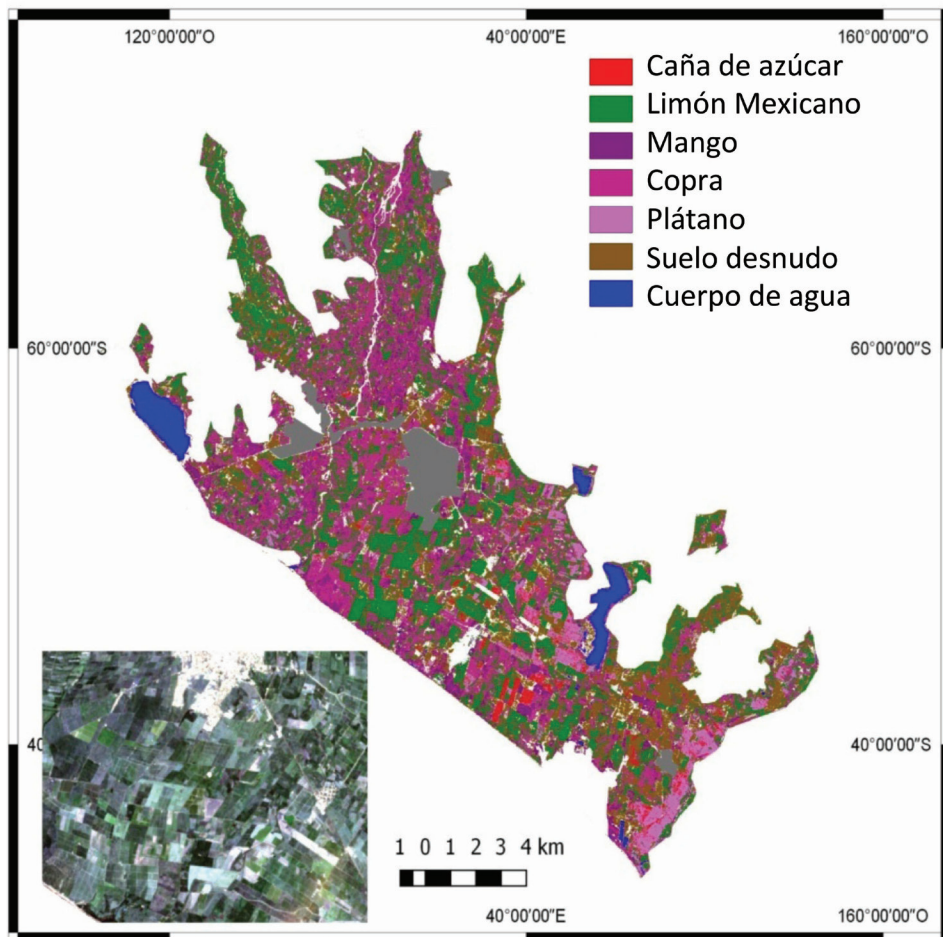 120°00′00″O
40°00′00″E
160°00′00″O
Caña de azúcar
Limón Mexicano
Mango
Copra
Plátano
Suelo desnudo
Cuerpo de agua
60°00′00″S
60°00′00″S
40
40°00′00″S
1 0 1 2 3 4 km
40°00′00″E
160°00′00″O